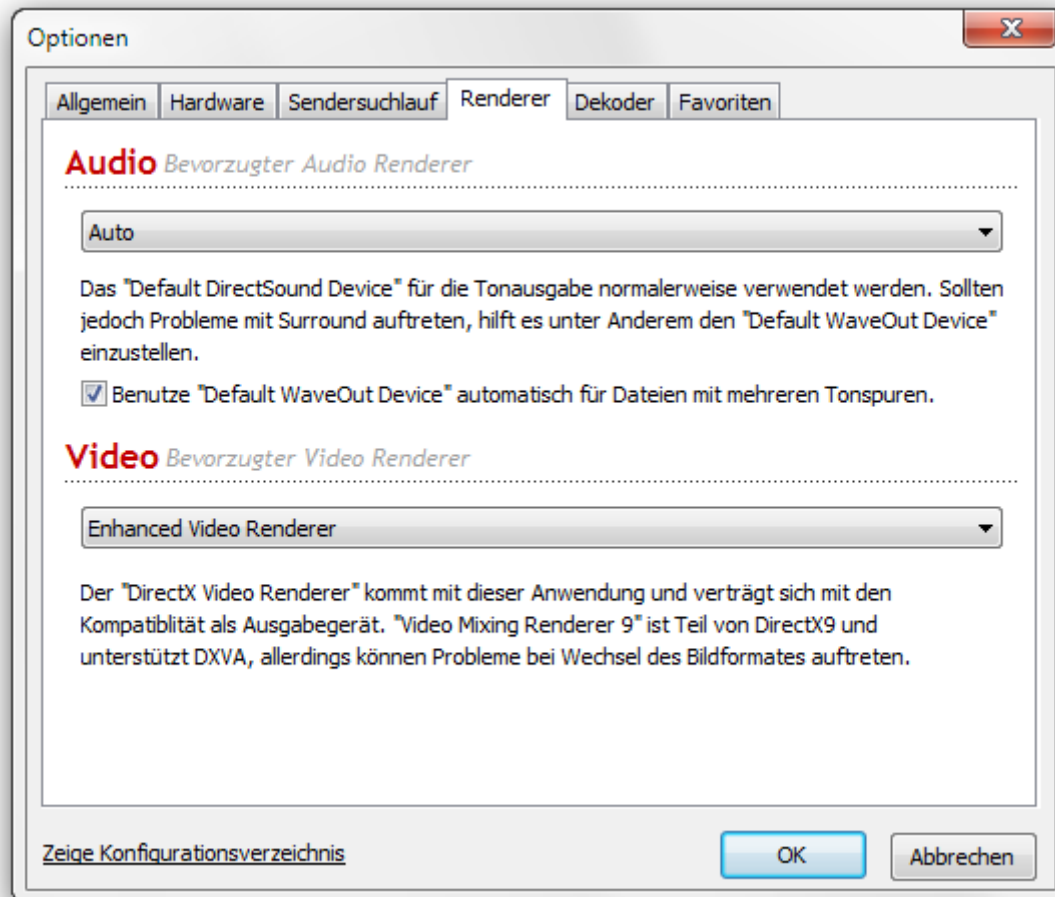 Optionen
Allgemein Hardware Sendersuchlauf Renderer Dekoder Favoriten
Audio Bevorzugter Audio Renderer
Auto
Das "Default DirectSound Device" für die Tonausgabe normalerweise verwendet werden. Sollten
jedoch Probleme mit Surround auftreten, hilft es unter Anderem den "Default WaveOut Device"
einzustellen.
Benutze "Default WaveOut Device" automatisch für Dateien mit mehreren Tonspuren.
Video Bevorzugter Video Renderer
Enhanced Video Renderer
Der "DirectX Video Renderer" kommt mit dieser Anwendung und verträgt sich mit den
Kompatiblität als Ausgabegerät. "Video Mixing Renderer 9" ist Teil von DirectX9 und
unterstützt DXVA, allerdings können Probleme bei Wechsel des Bildformates auftreten.
Zeige Konfigurationsverzeichnis OK Abbrechen